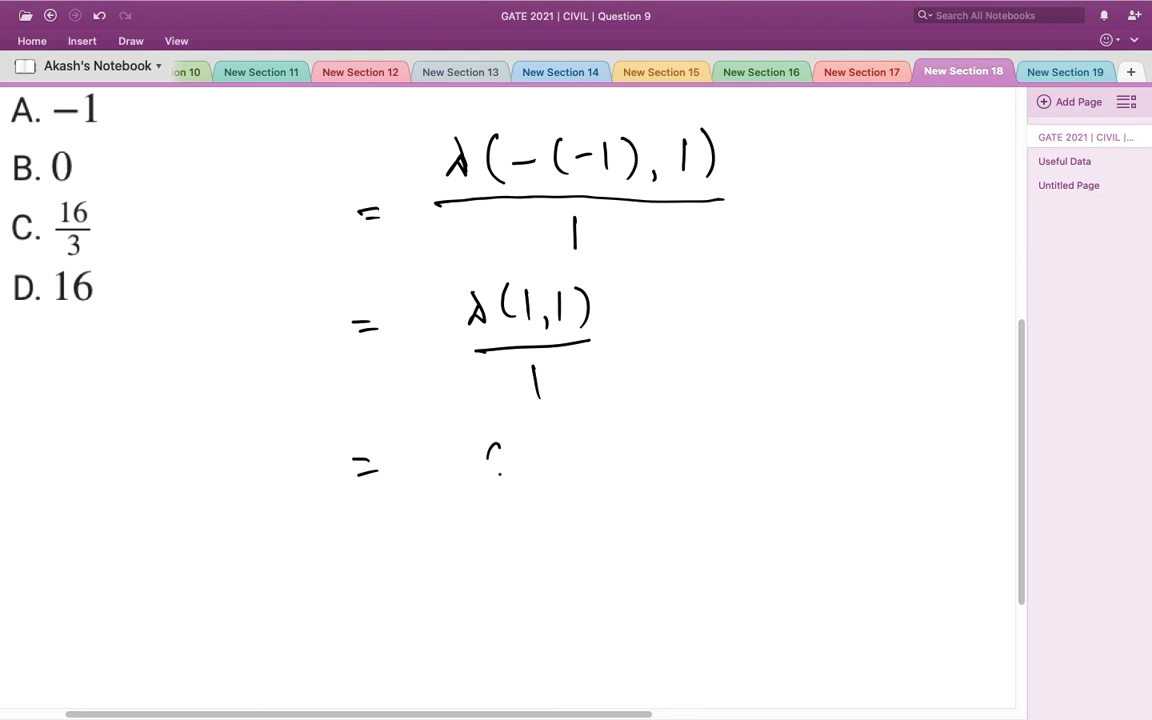 GATE 2021 | CIVIL | Question 9
Search All Notebooks
Home Insert Draw View
Akash's Notebook
ion 10 New Section 11 New Section 12 New Section 13 New Section 14 New Section 15 New Section 16 New Section 17 New Section 18 New Section 19 +
Add Page
GATE 2021 | CIVIL |...
Useful Data
Untitled Page
A. −1
B. 0
C. 16/3
D. 16
= λ(-(-1), 1)/1
= λ(1,1)/1
=